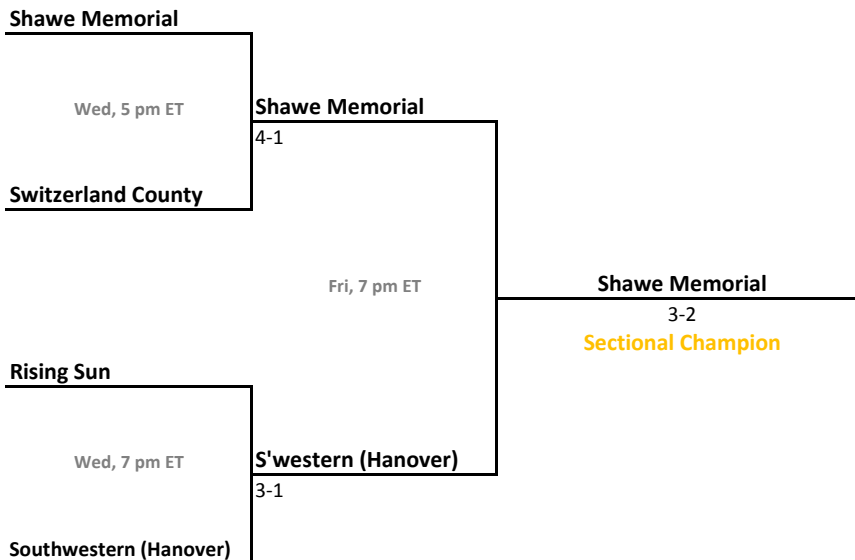 Shawe Memorial
Wed, 5 pm ET
Shawe Memorial
4-1
Switzerland County
Fri, 7 pm ET
Shawe Memorial
3-2
Sectional Champion
Rising Sun
Wed, 7 pm ET
S'western (Hanover)
3-1
Southwestern (Hanover)